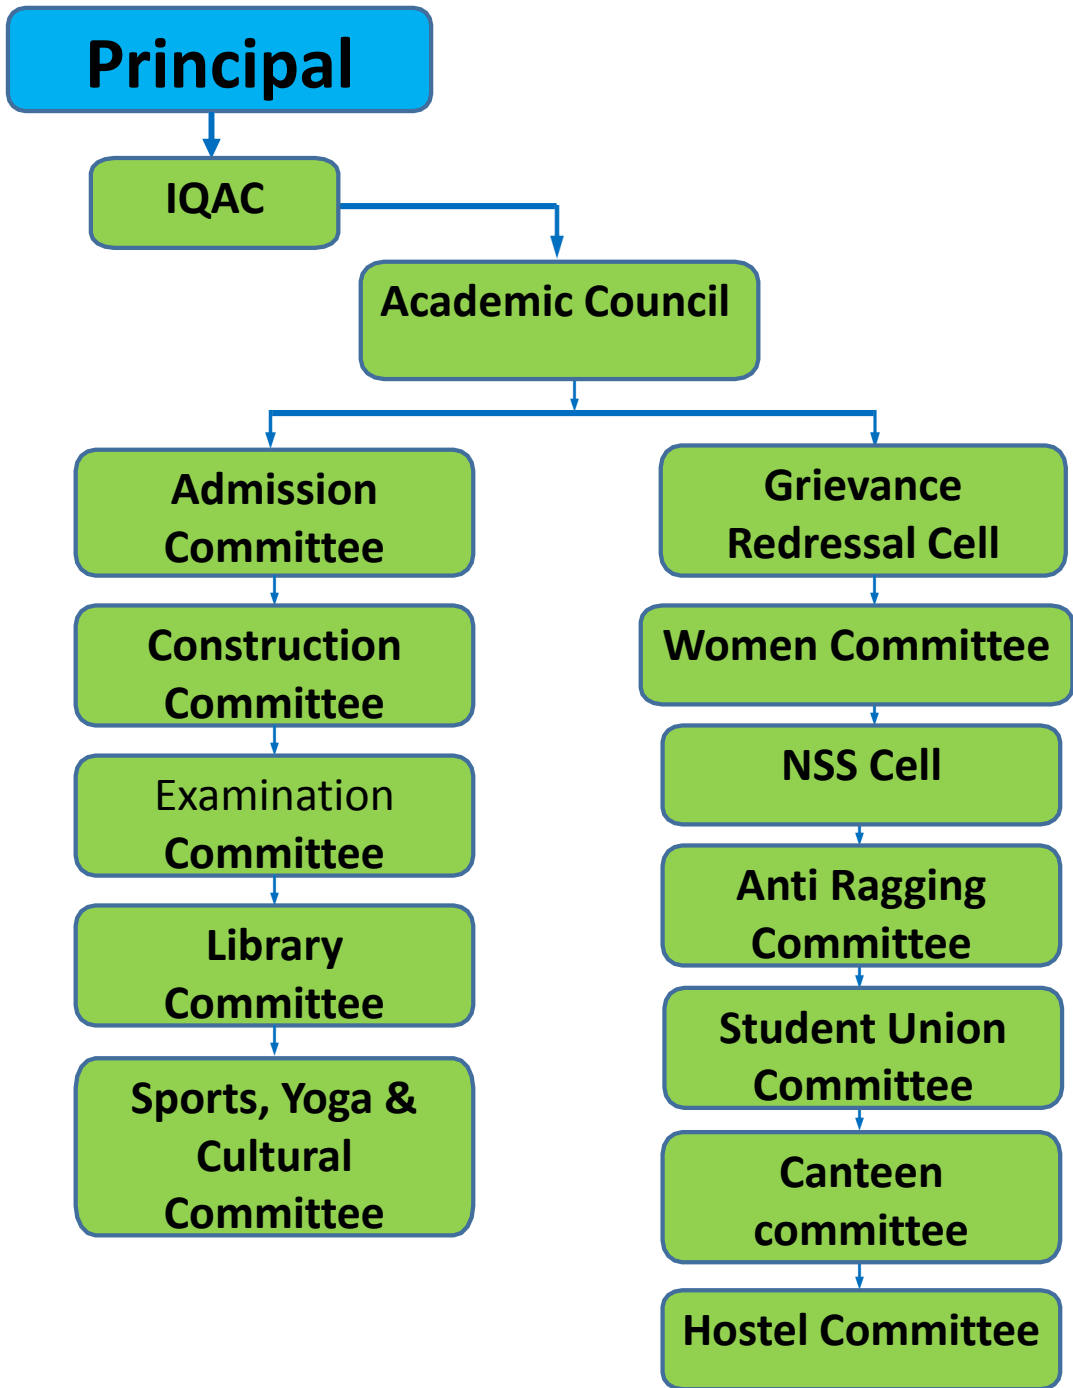 Principal
IQAC
Academic Council
Admission
Committee
Construction
Committee
Examination
Committee
Library
Committee
Sports, Yoga &
Cultural
Committee
Grievance
Redressal Cell
Women Committee
NSS Cell
Anti Ragging
Committee
Student Union
Committee
Canteen
committee
Hostel Committee